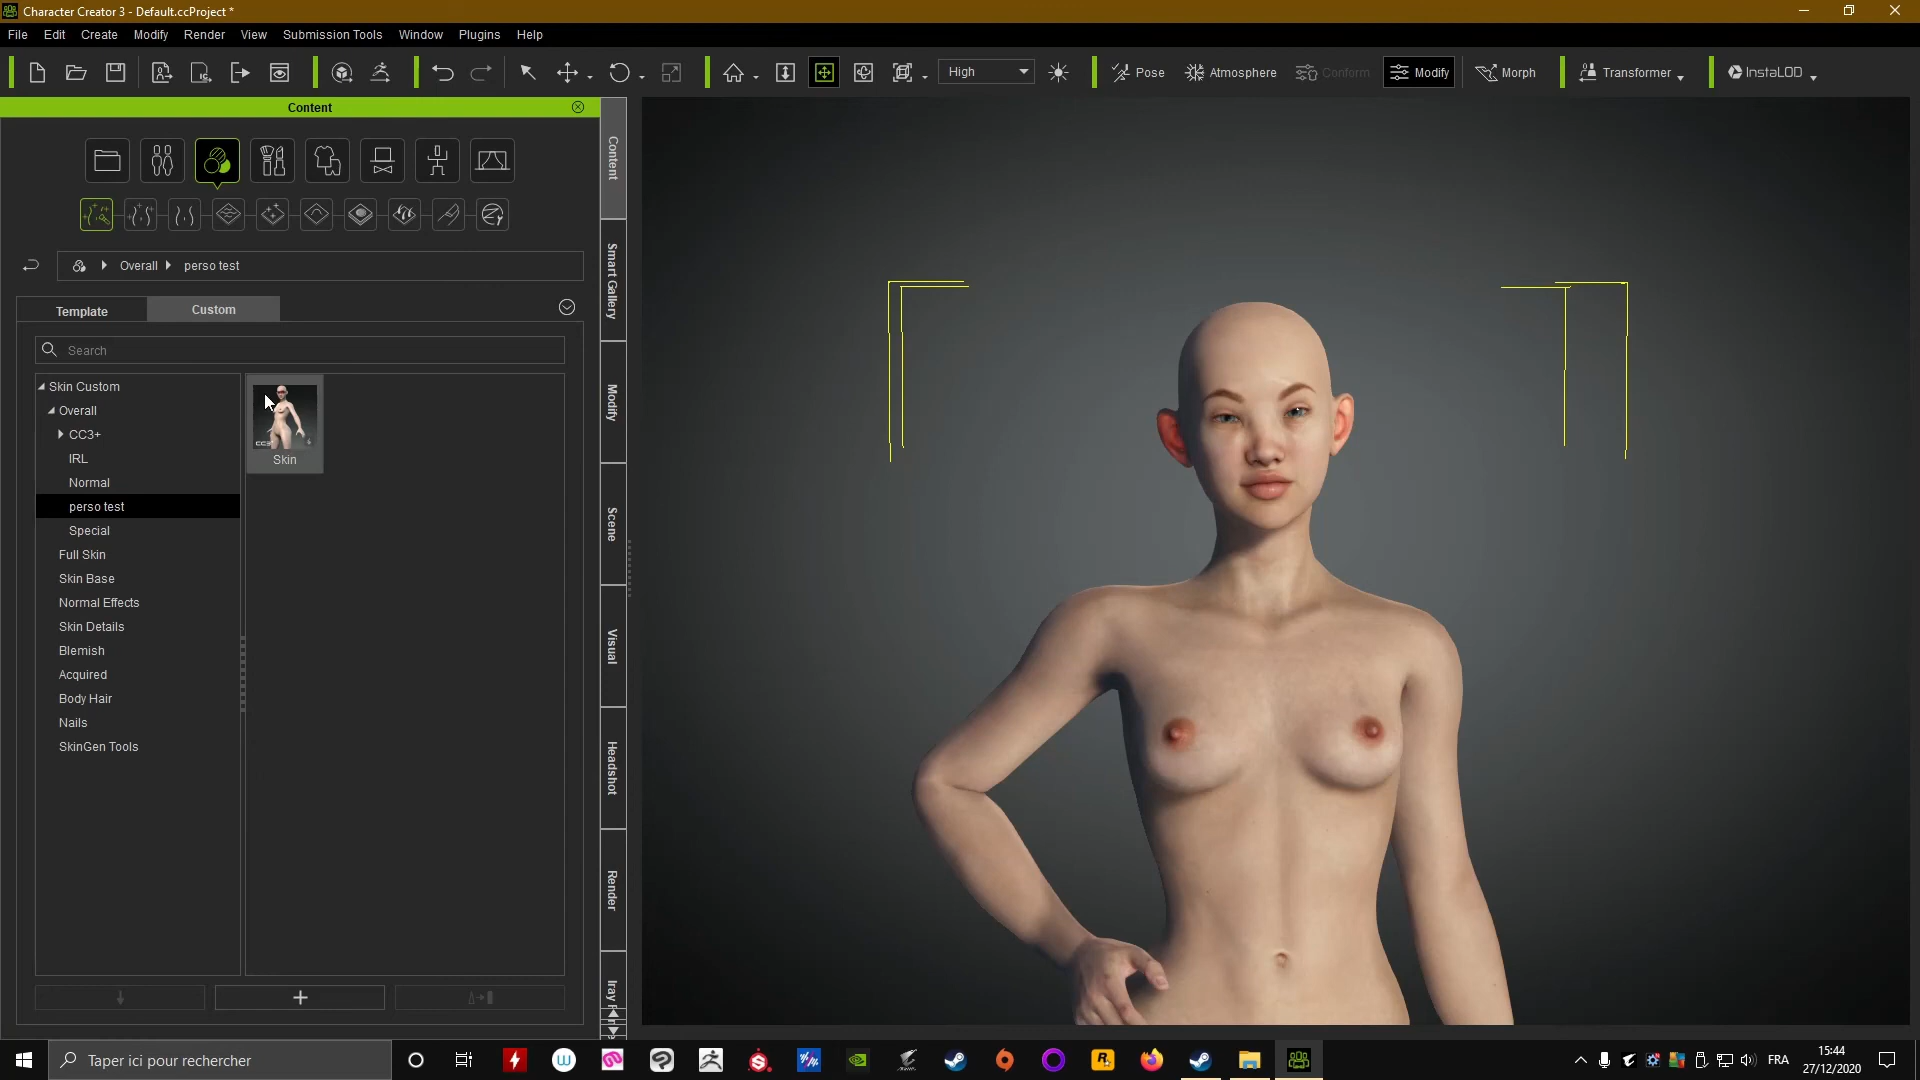 Character Creator 3 - Default.ccProject *
File Edit Create Modify Render View Submission Tools Window Plugins Help
High Pose Atmosphere Conform Modify Morph Transformer InstaLOD
Content
Content
Smart Gallery
Modify
Scene
Visual
Headshot
Render
Overall perso test
Template Custom
Search
Skin Custom
Overall
CC3+
IRL
Normal
perso test
Special
Full Skin
Skin Base
Normal Effects
Skin Details
Blemish
Acquired
Body Hair
Nails
SkinGen Tools
Skin
Taper ici pour rechercher
FRA
15:44
27/12/2020